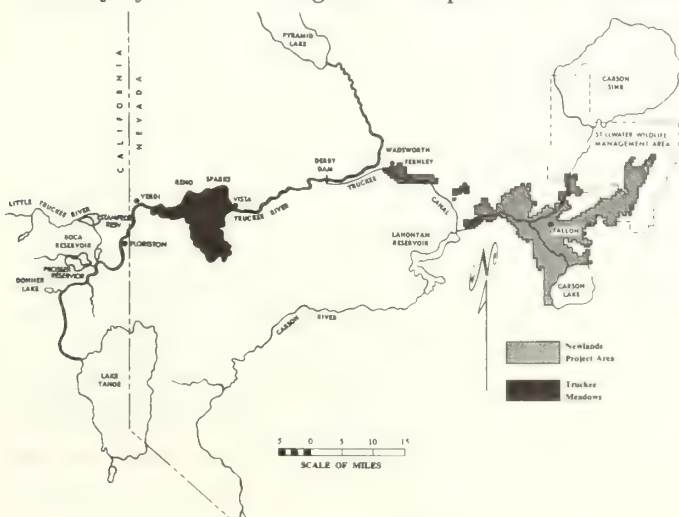 PYRAMID
LAKE
CALIFORNIA
NEVADA
CARSON
SINK
STILLWATER WILDLIFE
MANAGEMENT AREA
WADSWORTH
FERNLEY
DERBY
DAM
TRUCKEE
CANAL
RENO
SPARKS
VERDI
VISTA
TRUCKEE RIVER
LITTLE TRUCKEE RIVER
STAMPEDE
RESV
BOCA
RESERVOIR
FLORISTON
PROSSER
RESERVOIR
DONNER
LAKE
LAHONTAN
RESERVOIR
FALLON
CARSON
LAKE
CARSON RIVER
LAKE
TAHOE
N
Newlands
Project Area
Truckee
Meadows
5 0 5 10 15
SCALE OF MILES